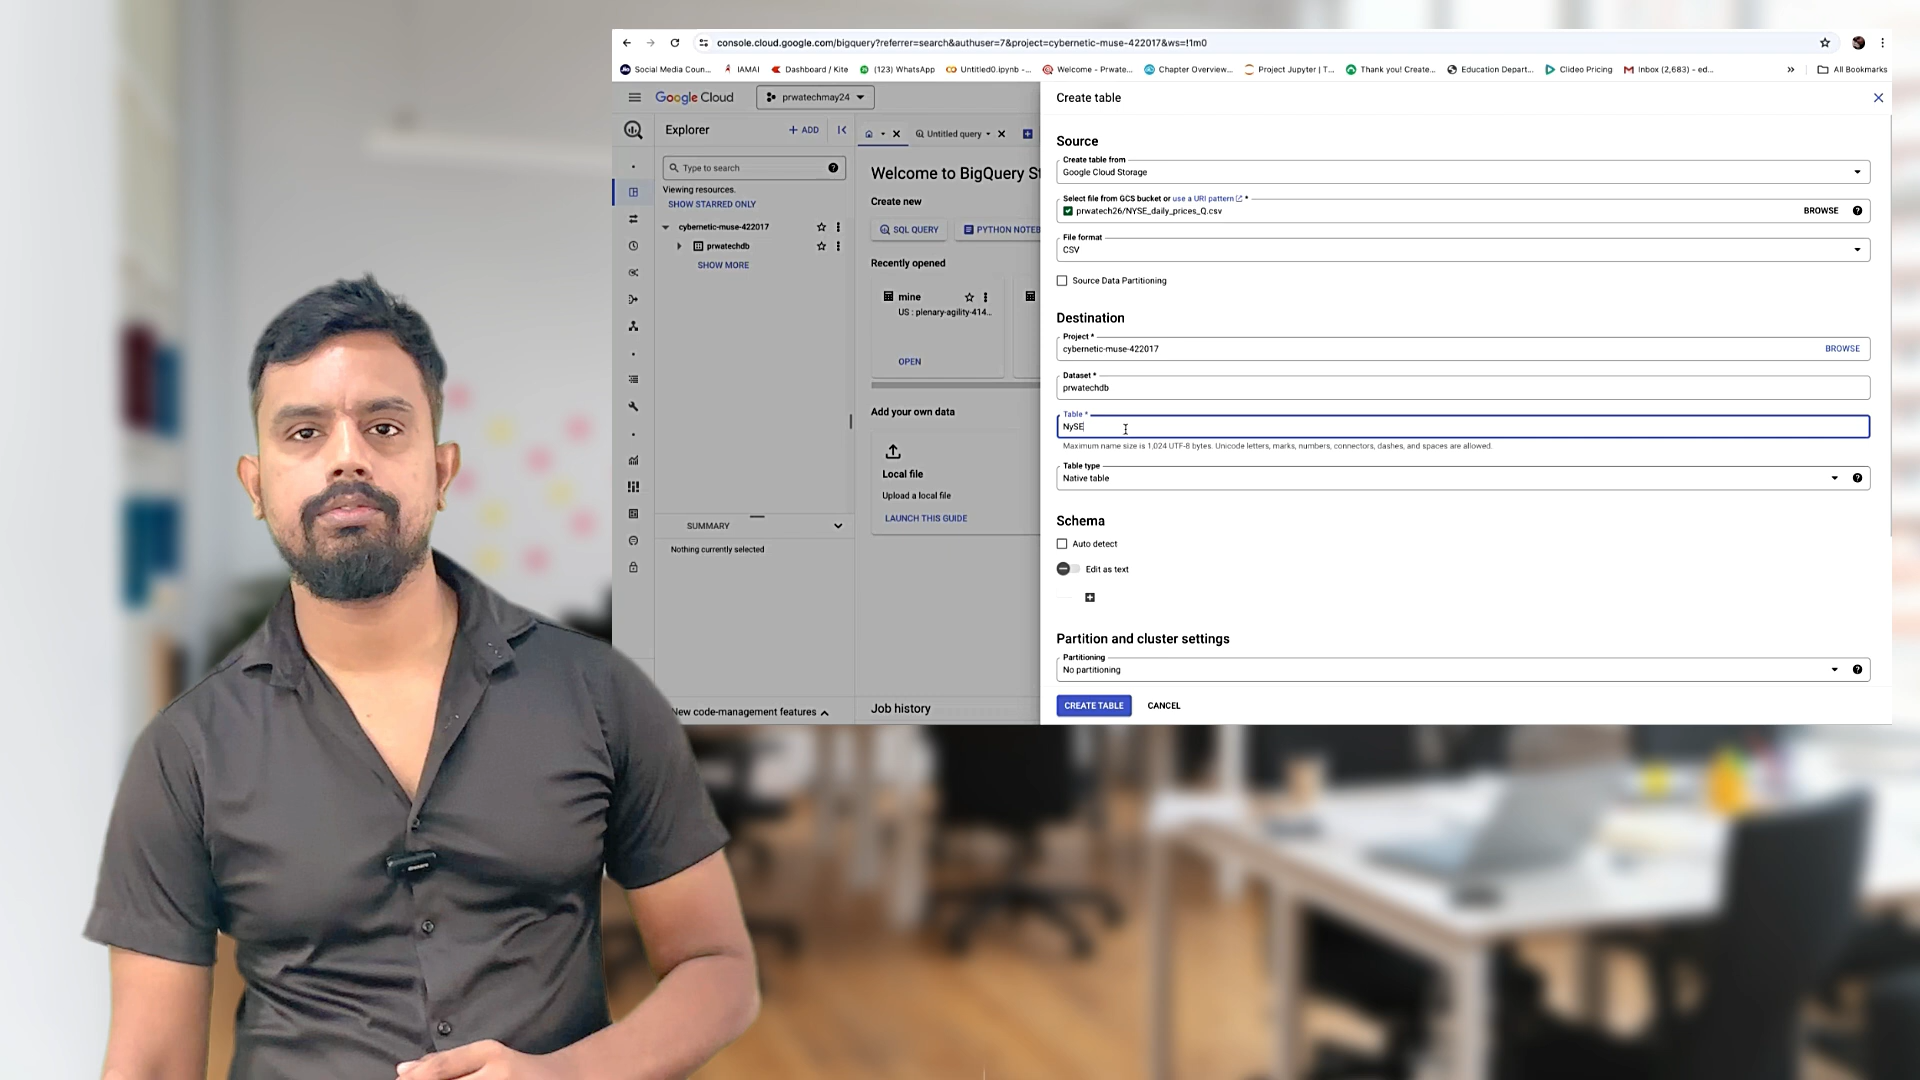 console.cloud.google.com/bigquery?referrer=search&authuser=7&project=cybernetic-muse-422017&ws=!1m0
Social Media Coun... IAMAI Dashboard / Kite (123) WhatsApp Untitled0.ipynb -... Welcome - Prwate... Chapter Overview... Project Jupyter | T... Thank you! Create... Education Depart... Clideo Pricing Inbox (2,683) - ed... » All Bookmarks
Google Cloud prwatechmay24
Explorer + ADD
Untitled query
Type to search
Viewing resources.
SHOW STARRED ONLY
cybernetic-muse-422017
prwatechdb
SHOW MORE
SUMMARY
Nothing currently selected
New code-management features
Welcome to BigQuery St
Create new
SQL QUERY PYTHON NOTEB
Recently opened
mine
US : plenary-agility-414...
OPEN
Add your own data
Local file
Upload a local file
LAUNCH THIS GUIDE
Job history
Create table
Source
Create table from
Google Cloud Storage
Select file from GCS bucket or use a URI pattern *
prwatech26/NYSE_daily_prices_Q.csv BROWSE
File format
CSV
Source Data Partitioning
Destination
Project *
cybernetic-muse-422017 BROWSE
Dataset *
prwatechdb
Table *
NySE
Maximum name size is 1,024 UTF-8 bytes. Unicode letters, marks, numbers, connectors, dashes, and spaces are allowed.
Table type
Native table
Schema
Auto detect
Edit as text
Partition and cluster settings
Partitioning
No partitioning
CREATE TABLE CANCEL